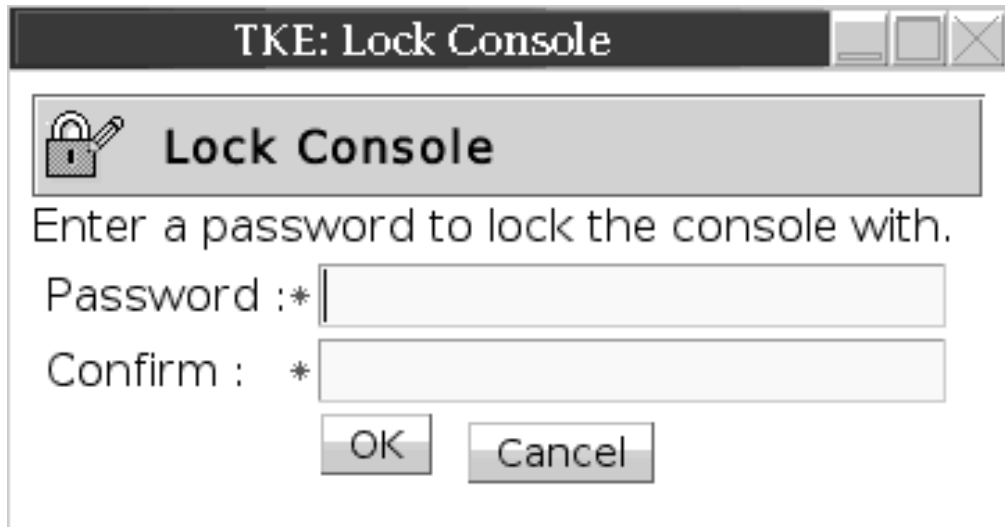 TKE: Lock Console
Lock Console
Enter a password to lock the console with.
Password :*
Confirm : *
OK Cancel